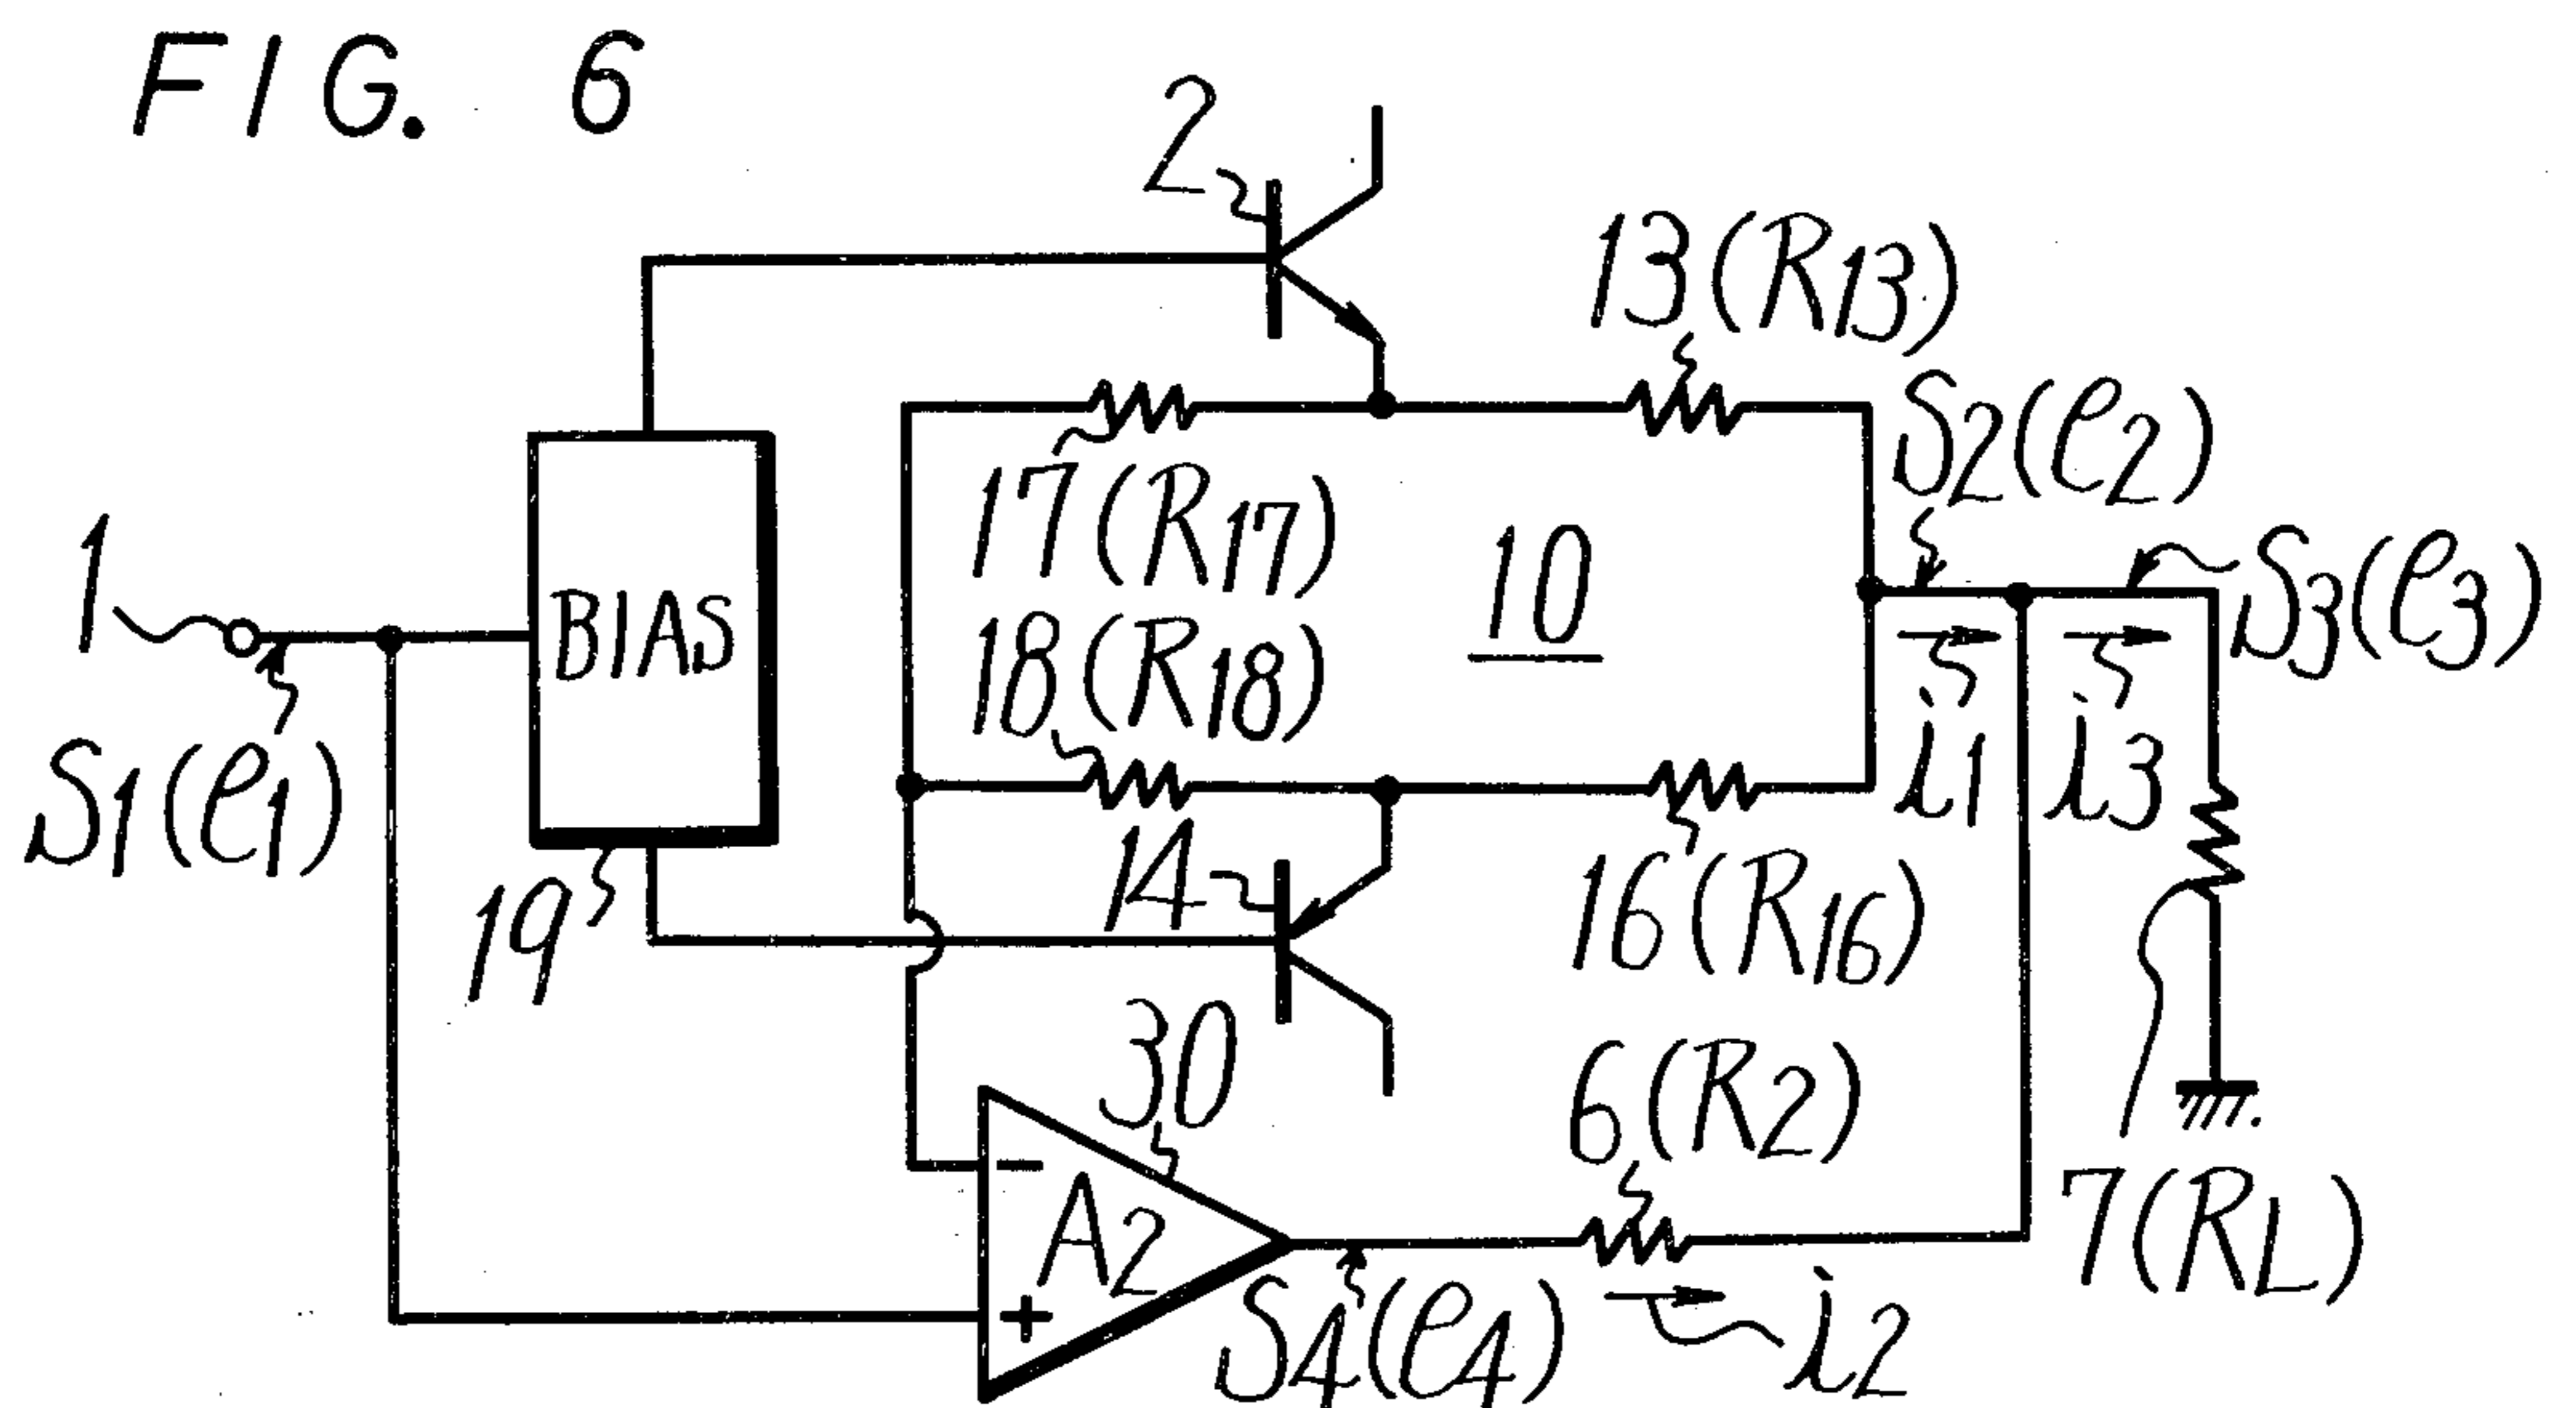 FIG. 6
2
13(R13)
S2(e2)
17(R17)
1
10
S3(e3)
BIAS
18(R18)
i1
i3
S1(e1)
14
19
16(R16)
30
6(R2)
−
A2
7(RL)
+
S4(e4)
i2